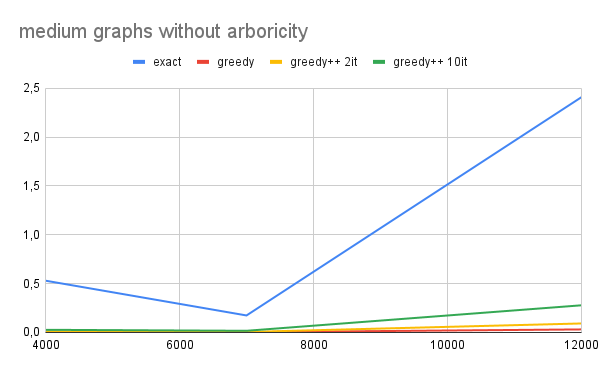 medium graphs without arboricity
exact greedy greedy++ 2it greedy++ 10it
2,5
2,0
1,5
1,0
0,5
0,0
4000 6000 8000 10000 12000